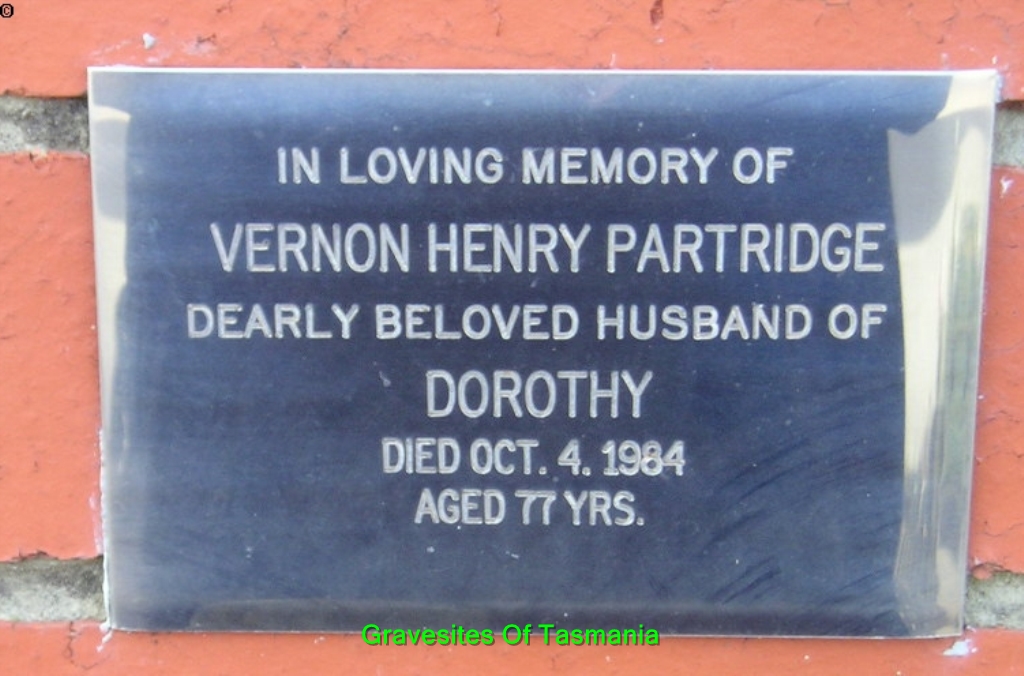 ©
IN LOVING MEMORY OF
VERNON HENRY PARTRIDGE
DEARLY BELOVED HUSBAND OF
DOROTHY
DIED OCT. 4. 1984
AGED 77 YRS.
Gravesites Of Tasmania